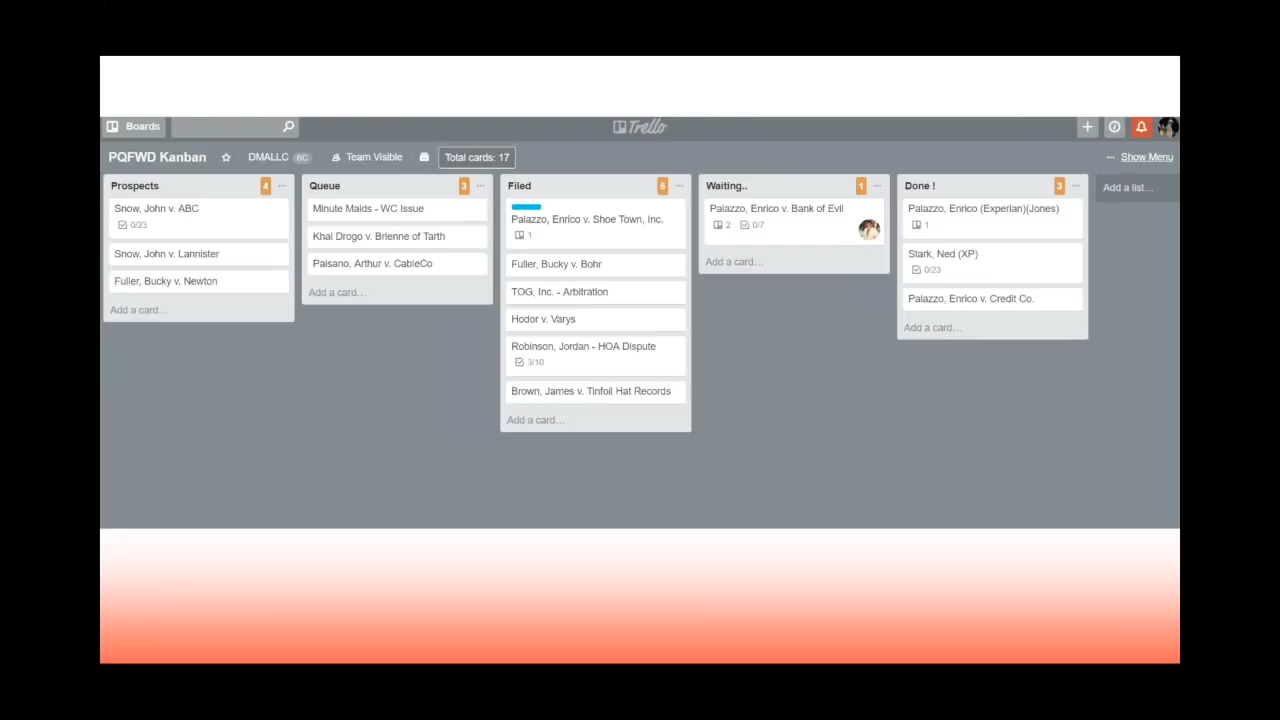 Boards
Trello
PQFWD Kanban DMALLC BC Team Visible Total cards: 17 ... Show Menu
Prospects 4 ...
Snow, John v. ABC
0/23
Snow, John v. Lannister
Fuller, Bucky v. Newton
Add a card...
Queue 3 ...
Minute Maids - WC Issue
Khal Drogo v. Brienne of Tarth
Paisano, Arthur v. CableCo
Add a card...
Filed 6 ...
Palazzo, Enrico v. Shoe Town, Inc.
1
Fuller, Bucky v. Bohr
TOG, Inc. - Arbitration
Hodor v. Varys
Robinson, Jordan - HOA Dispute
3/10
Brown, James v. Tinfoil Hat Records
Add a card...
Waiting.. 1 ...
Palazzo, Enrico v. Bank of Evil
2 0/7
Add a card...
Done ! 3 ...
Palazzo, Enrico (Experian)(Jones)
1
Stark, Ned (XP)
0/23
Palazzo, Enrico v. Credit Co.
Add a card...
Add a list...